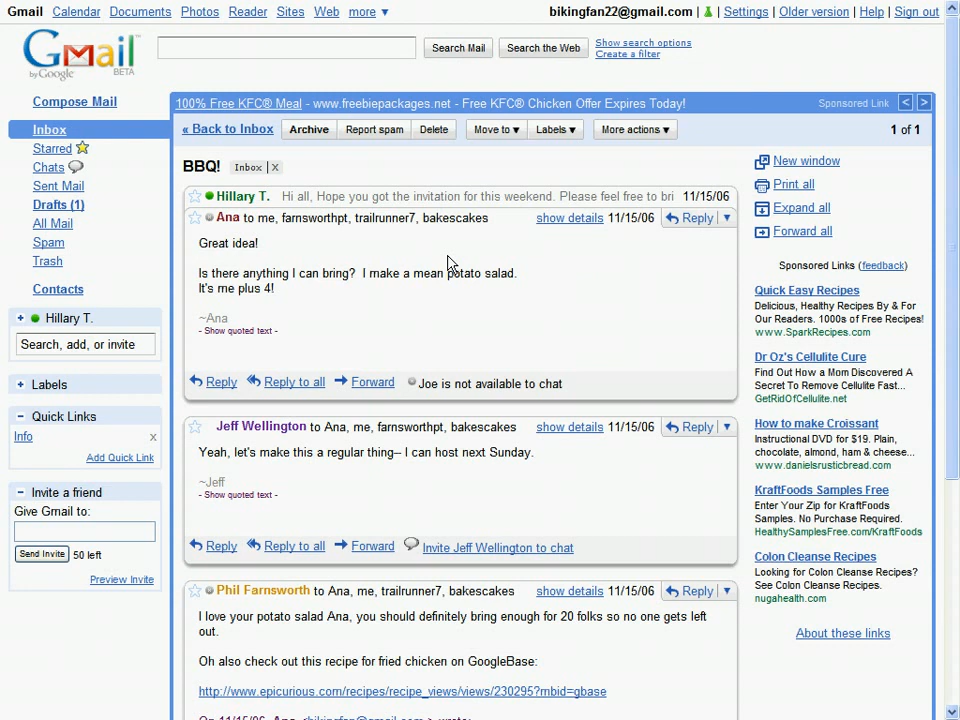 Gmail Calendar Documents Photos Reader Sites Web more ▼
bikingfan22@gmail.com | Settings | Older version | Help | Sign out
Gmail
by Google BETA
Search Mail Search the Web Show search options
Create a filter
Compose Mail
Inbox
Starred
Chats
Sent Mail
Drafts (1)
All Mail
Spam
Trash
Contacts
Hillary T.
Search, add, or invite
Labels
Quick Links
Info x
Add Quick Link
Invite a friend
Give Gmail to:
Send Invite 50 left
Preview Invite
100% Free KFC® Meal - www.freebiepackages.net - Free KFC® Chicken Offer Expires Today! Sponsored Link < >
« Back to Inbox Archive Report spam Delete Move to ▼ Labels ▼ More actions ▼ 1 of 1
BBQ! Inbox | X
Hillary T. Hi all, Hope you got the invitation for this weekend. Please feel free to bri 11/15/06
Ana to me, farnsworthpt, trailrunner7, bakescakes show details 11/15/06 Reply ▼
Great idea!
Is there anything I can bring? I make a mean potato salad.
It's me plus 4!
~Ana
- Show quoted text -
Reply Reply to all Forward Joe is not available to chat
Jeff Wellington to Ana, me, farnsworthpt, bakescakes show details 11/15/06 Reply ▼
Yeah, let's make this a regular thing-- I can host next Sunday.
~Jeff
- Show quoted text -
Reply Reply to all Forward Invite Jeff Wellington to chat
Phil Farnsworth to Ana, me, trailrunner7, bakescakes show details 11/15/06 Reply ▼
I love your potato salad Ana, you should definitely bring enough for 20 folks so no one gets left
out.
Oh also check out this recipe for fried chicken on GoogleBase:
http://www.epicurious.com/recipes/recipe_views/views/230295?mbid=gbase
On 11/15/06, Ana <bikingfan@gmail.com> wrote:
New window
Print all
Expand all
Forward all
Sponsored Links (feedback)
Quick Easy Recipes
Delicious, Healthy Recipes By & For
Our Readers. 1000s of Free Recipes!
www.SparkRecipes.com
Dr Oz's Cellulite Cure
Find Out How a Mom Discovered A
Secret To Remove Cellulite Fast...
GetRidOfCellulite.net
How to make Croissant
Instructional DVD for $19. Plain,
chocolate, almond, ham & cheese...
www.danielsrusticbread.com
KraftFoods Samples Free
Enter Your Zip for KraftFoods
Samples. No Purchase Required.
HealthySamplesFree.com/KraftFoods
Colon Cleanse Recipes
Looking for Colon Cleanse Recipes?
See Colon Cleanse Recipes.
nugahealth.com
About these links